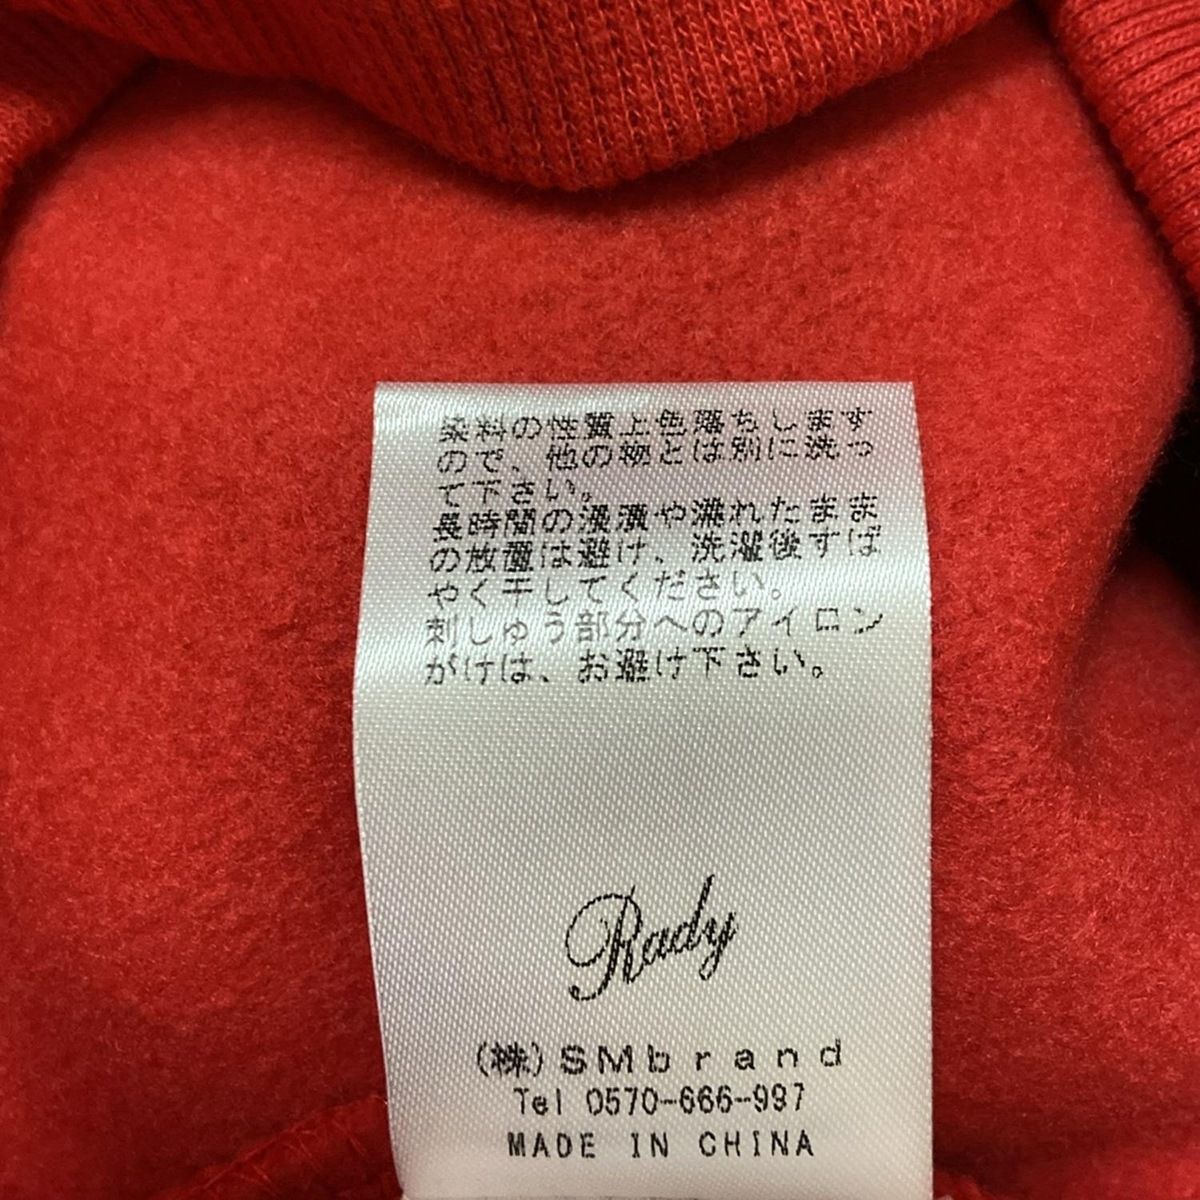 染料の性質上色落ちします
ので、他の物とは別に洗っ
て下さい。
長時間の浸漬や濡れたまま
の放置は避け、洗濯後すば
やく干してください。
刺しゅう部分へのアイロン
がけは、お避け下さい。
Rady
(株)SMbrand
Tel 0570-666-997
MADE IN CHINA